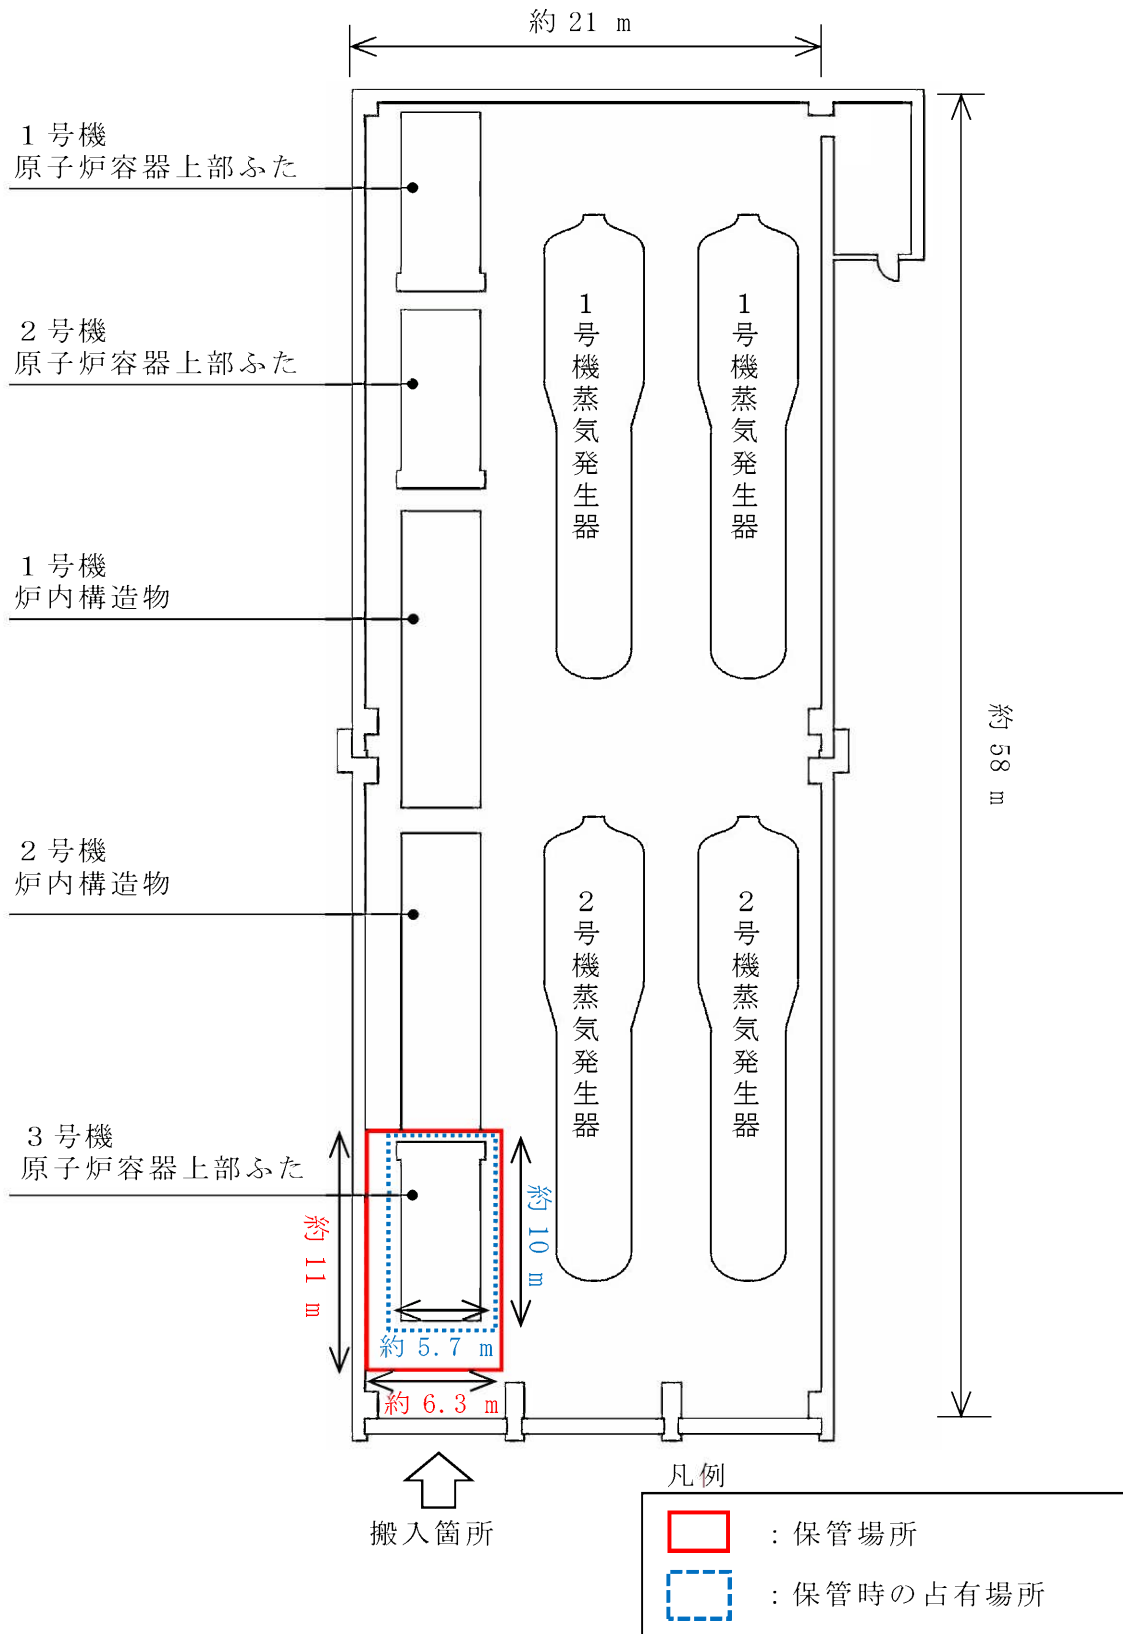 約 21 m
1 号機
原子炉容器上部ふた
2 号機
原子炉容器上部ふた
1号機蒸気発生器
1号機蒸気発生器
1 号機
炉内構造物
約 58 m
2 号機
炉内構造物
2号機蒸気発生器
2号機蒸気発生器
3 号機
原子炉容器上部ふた
約 11 m
約 10 m
約 5.7 m
約 6.3 m
搬入箇所
凡例
：保管場所
：保管時の占有場所